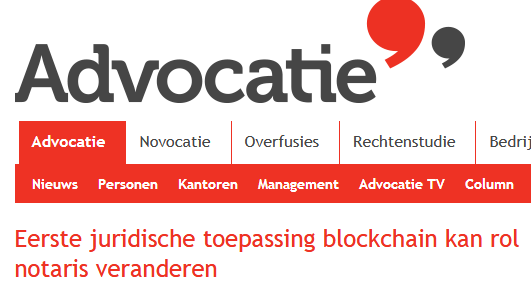 Advocatie
Advocatie Novocatie Overfusies Rechtenstudie Bedrij
Nieuws Personen Kantoren Management Advocatie TV Column
Eerste juridische toepassing blockchain kan rol
notaris veranderen